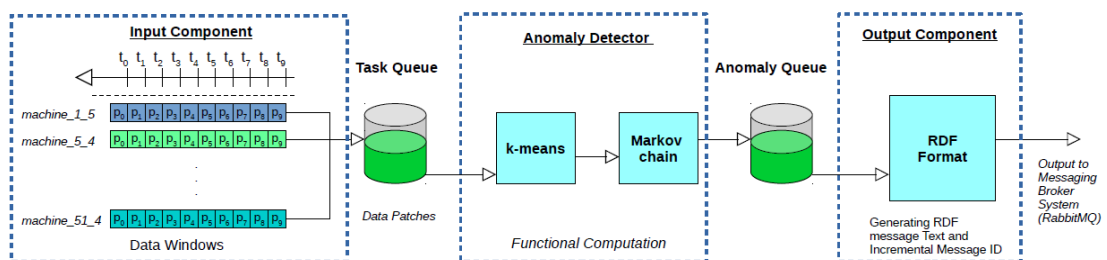 Input Component
t0 t1 t2 t3 t4 t5 t6 t7 t8 t9
machine_1_5
p0 p1 p2 p3 p4 p5 p6 p7 p8 p9
machine_5_4
p0 p1 p2 p3 p4 p5 p6 p7 p8 p9
machine_51_4
p0 p1 p2 p3 p4 p5 p6 p7 p8 p9
Data Windows
Task Queue
Data Patches
Anomaly Detector
k-means
Markov
chain
Functional Computation
Anomaly Queue
Output Component
RDF
Format
Generating RDF
message Text and
Incremental Message ID
Output to
Messaging
Broker
System
(RabbitMQ)